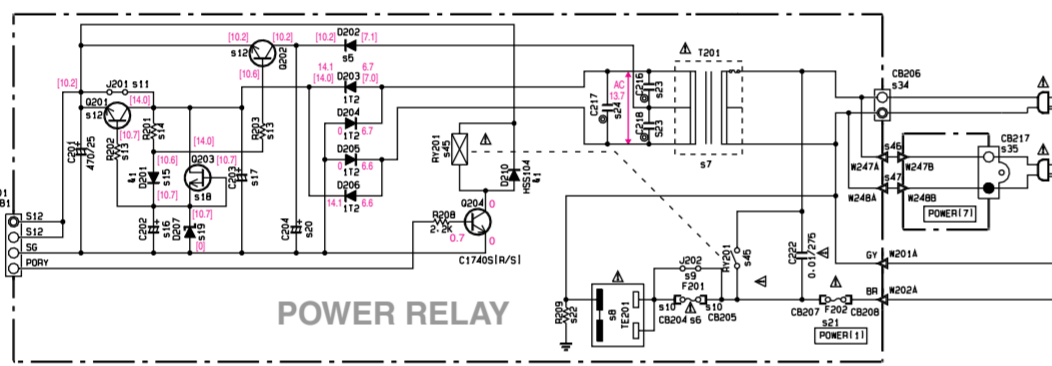 D202
[10.2] [10.2] [10.2] [7.1]
s12 s5
Q202
T201
[10.2] J201 s11
[10.6]
14.1 6.7
[14.0] D203 [7.0]
1T2
Q201 [14.0]
s12
AC
13.7
C217
s24
C216
s23
C218
S23
CB206
s34
C201
470/25
[10.7]
R202
s13
R201
s14
R203
s13
D204
0 1T2 6.7
RY201
s45
[14.0]
[10.6] Q203 [10.7]
D201
s15
[10.7]
s18
C203
s17
D205
0 1T2 6.6
D206
14.1 1T2 6.6
D210
HSS104
s7
CB217
s35
W247A s46 W247B
W248A s47 W248B
POWER(7)
B1
S12
S12
SG
PORY
C202
s16
D207
[10.7]
s19
[0]
C204
s20
R208
2.2K
0.7
Q204
0
0
C1740S(R/S)
J202
s9
F201
RY201
s45
C222
0.01/275
GY W201A
BR W202A
POWER RELAY
R209
s22
s8
TE201
s10 s10
CB204 s6 CB205
CB207 F202 CB208
s21
POWER(1)